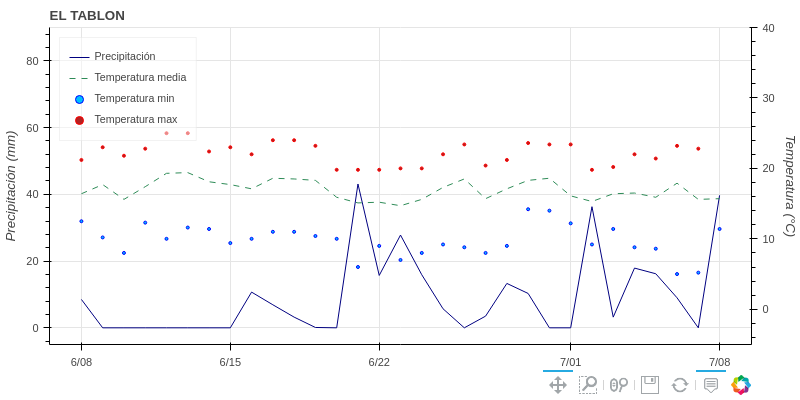 EL TABLON
Precipitación
Temperatura media
Temperatura min
Temperatura max
Precipitación (mm)
80
60
40
20
0
40
30
20
10
0
Temperatura (°C)
6/08
6/15
6/22
7/01
7/08